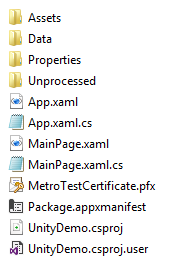 Assets
Data
Properties
Unprocessed
App.xaml
App.xaml.cs
MainPage.xaml
MainPage.xaml.cs
MetroTestCertificate.pfx
Package.appxmanifest
UnityDemo.csproj
UnityDemo.csproj.user